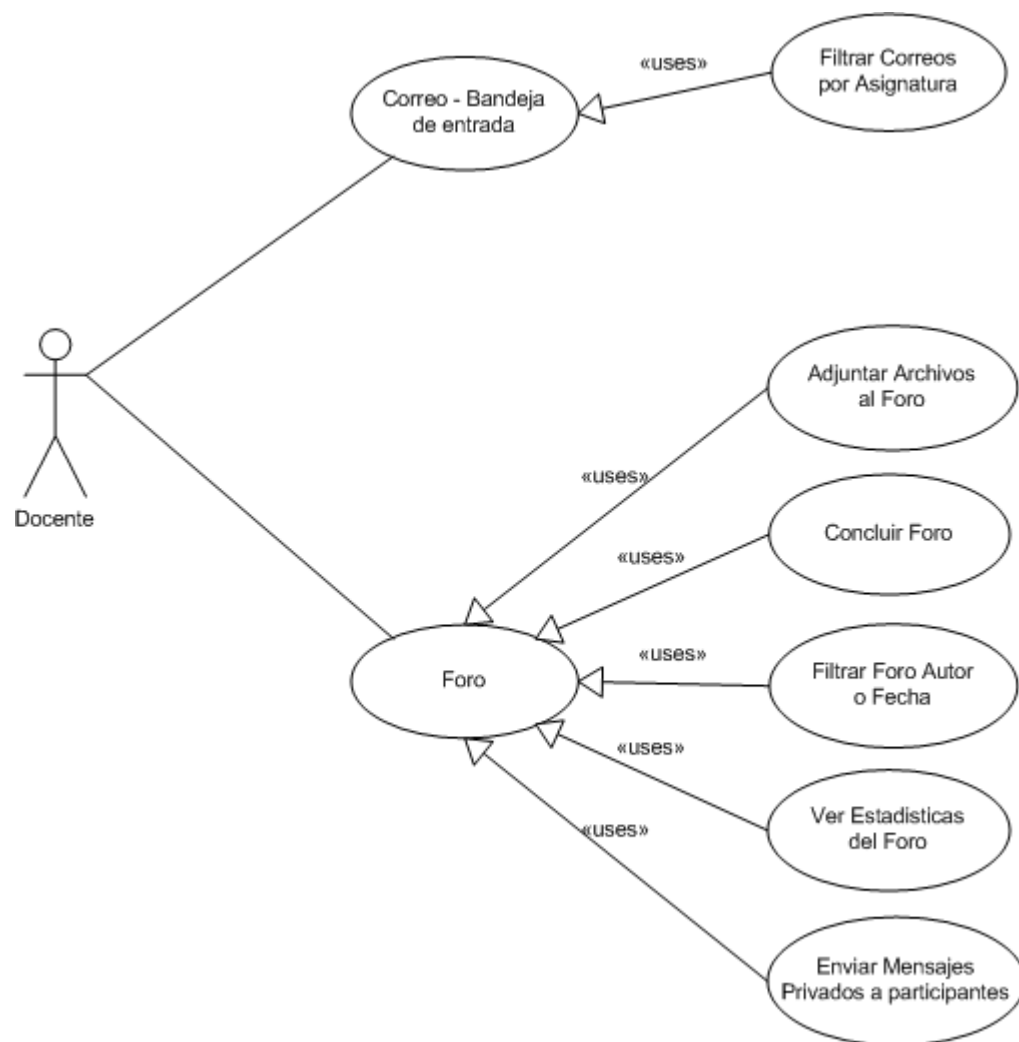 «uses»
Filtrar Correos
por Asignatura
Correo - Bandeja
de entrada
Docente
Adjuntar Archivos
al Foro
«uses»
Concluir Foro
«uses»
Foro
«uses»
Filtrar Foro Autor
o Fecha
«uses»
Ver Estadisticas
del Foro
«uses»
Enviar Mensajes
Privados a participantes